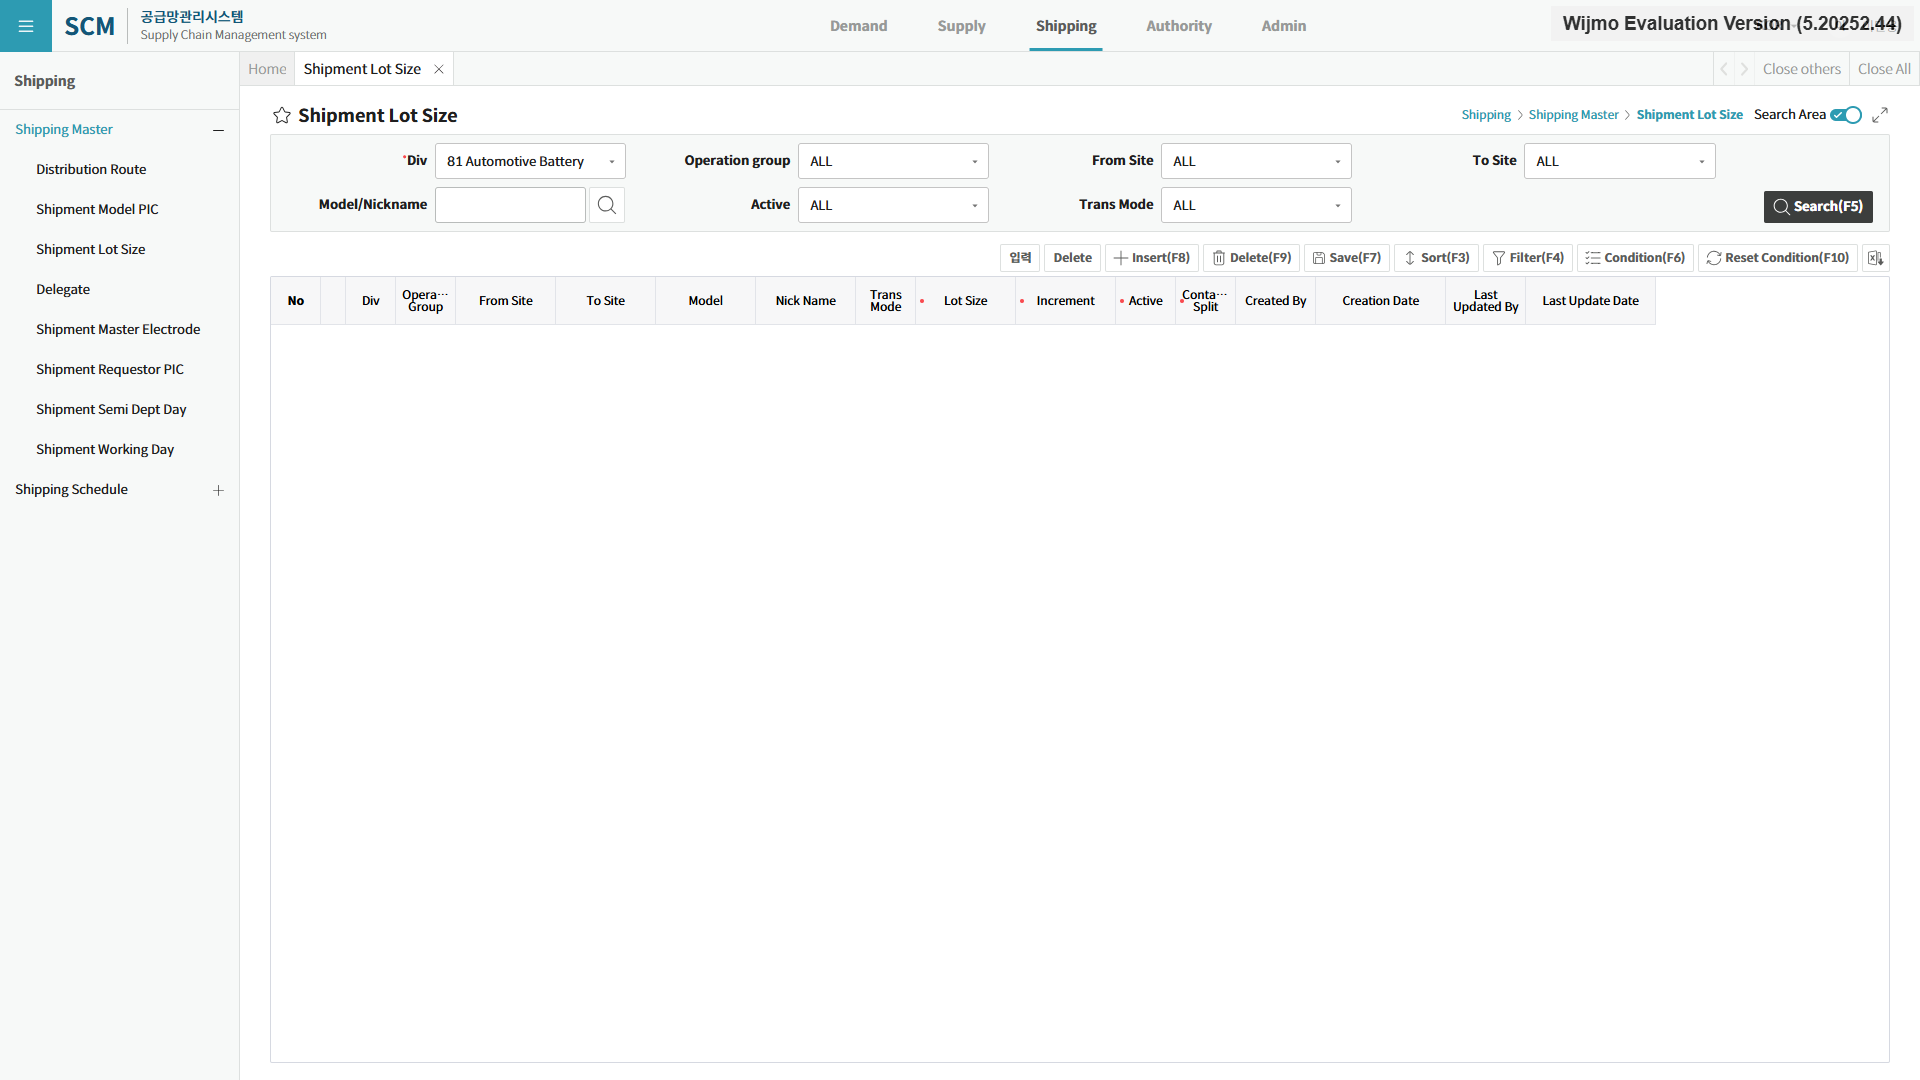 SCM
공급망관리시스템
Supply Chain Management system
Demand
Supply
Shipping
Authority
Admin
Wijmo Evaluation Version (5.20252.44)
Shipping
Home
Shipment Lot Size
Close others
Close All
Shipping Master
Distribution Route
Shipment Model PIC
Shipment Lot Size
Delegate
Shipment Master Electrode
Shipment Requestor PIC
Shipment Semi Dept Day
Shipment Working Day
Shipping Schedule
Shipment Lot Size
Shipping > Shipping Master > Shipment Lot Size
Search Area
*Div
81 Automotive Battery
Operation group
ALL
From Site
ALL
To Site
ALL
Model/Nickname
Active
ALL
Trans Mode
ALL
Search(F5)
입력
Delete
Insert(F8)
Delete(F9)
Save(F7)
Sort(F3)
Filter(F4)
Condition(F6)
Reset Condition(F10)
No
Div
Opera···
Group
From Site
To Site
Model
Nick Name
Trans
Mode
Lot Size
Increment
Active
Conta···
Split
Created By
Creation Date
Last
Updated By
Last Update Date